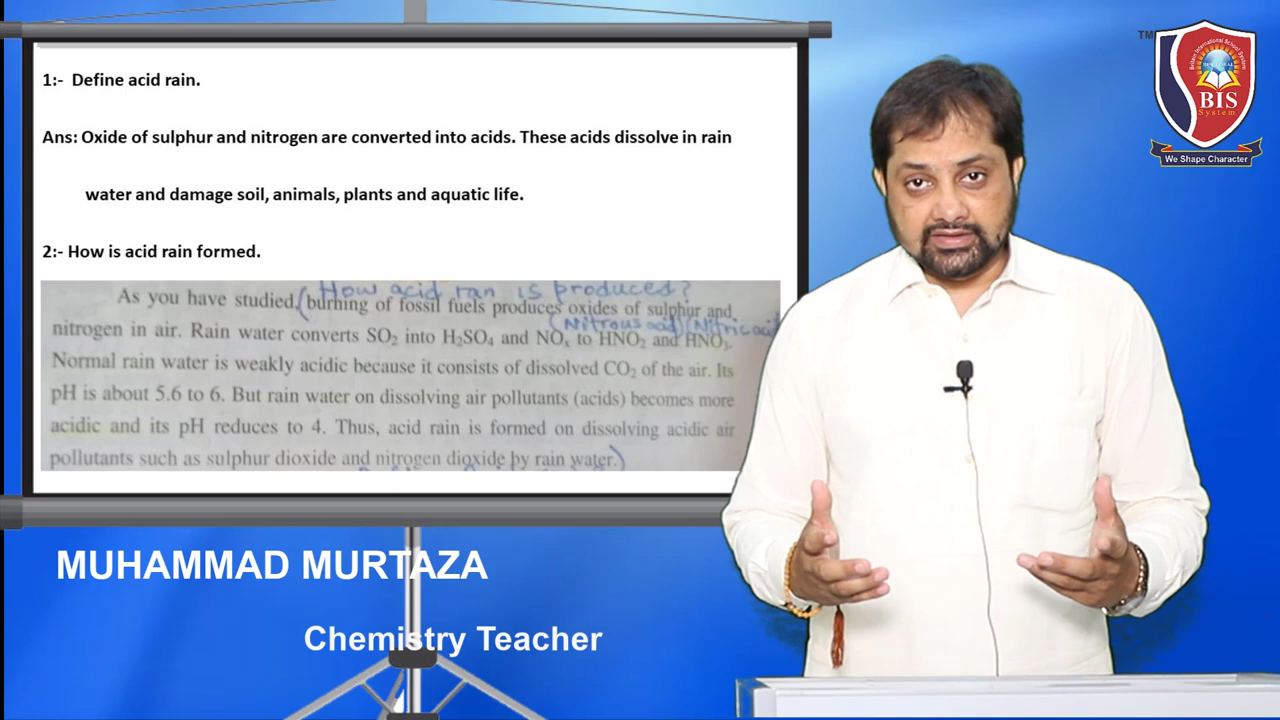 1:- Define acid rain.
Ans: Oxide of sulphur and nitrogen are converted into acids. These acids dissolve in rain
water and damage soil, animals, plants and aquatic life.
2:- How is acid rain formed.
How acid ran is produced?
As you have studied, (burning of fossil fuels produces oxides of sulphur and
(Nitrous acid) (Nitric acid
nitrogen in air. Rain water converts SO₂ into H₂SO₄ and NOₓ to HNO₂ and HNO₃.
Normal rain water is weakly acidic because it consists of dissolved CO₂ of the air. Its
pH is about 5.6 to 6. But rain water on dissolving air pollutants (acids) becomes more
acidic and its pH reduces to 4. Thus, acid rain is formed on dissolving acidic air
pollutants such as sulphur dioxide and nitrogen dioxide by rain water.)
MUHAMMAD MURTAZA
Chemistry Teacher
TM
BIS
System
We Shape Character